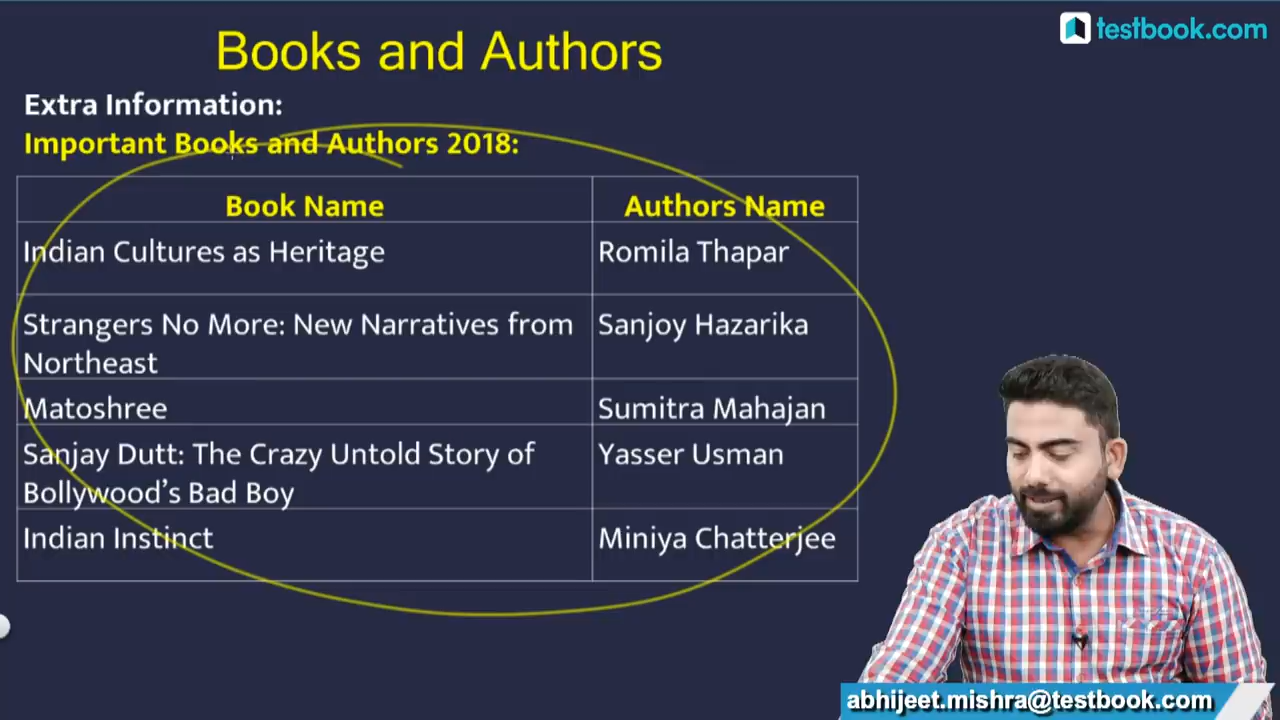 testbook.com
Books and Authors
Extra Information:
Important Books and Authors 2018:
Book Name
Authors Name
Indian Cultures as Heritage
Romila Thapar
Strangers No More: New Narratives from
Northeast
Sanjoy Hazarika
Matoshree
Sumitra Mahajan
Sanjay Dutt: The Crazy Untold Story of
Bollywood’s Bad Boy
Yasser Usman
Indian Instinct
Miniya Chatterjee
abhijeet.mishra@testbook.com